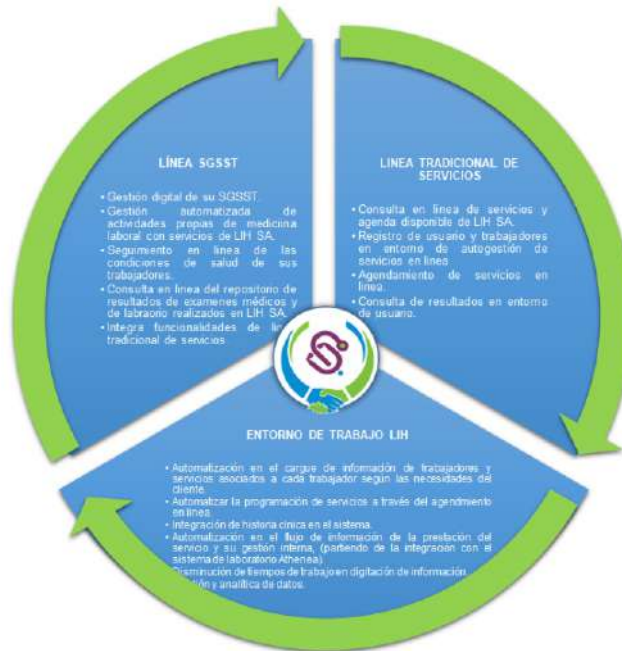 LÍNEA SGSST
• Gestión digital de su SGSST.
• Gestión automatizada de
actividades propias de medicina
laboral con servicios de LIH SA.
• Seguimiento en línea de las
condiciones de salud de sus
trabajadores.
• Consulta en línea del repositorio de
resultados de examenes médicos y
de labraorio realizados en LIH SA.
• Integra funcionalidades de
tradicional de servicios
LINEA TRADICIONAL DE
SERVICIOS
• Consulta en línea de servicios y
agenda disponible de LIH SA.
• Registro de usuario y trabajadores
en entorno de autogestión de
servicios en línea
• Agendamiento de servicios en
línea.
• Consulta de resultados en entorno
de usuario.
ENTORNO DE TRABAJO LIH
• Automatización en el cargue de información de trabajadores y
servicios asociados a cada trabajador según las necesidades del
cliente.
• Automatizar la programación de servicios a través del agendmiento
en línea.
• Integración de historia clínica en el sistema.
• Automatización en el flujo de información de la prestación del
servicio y su gestión interna, (partiendo de la integración con el
sistema de laboratorio Athenea).
Disminución de tiempos de trabajo en digitación de información
y analítica de datos.